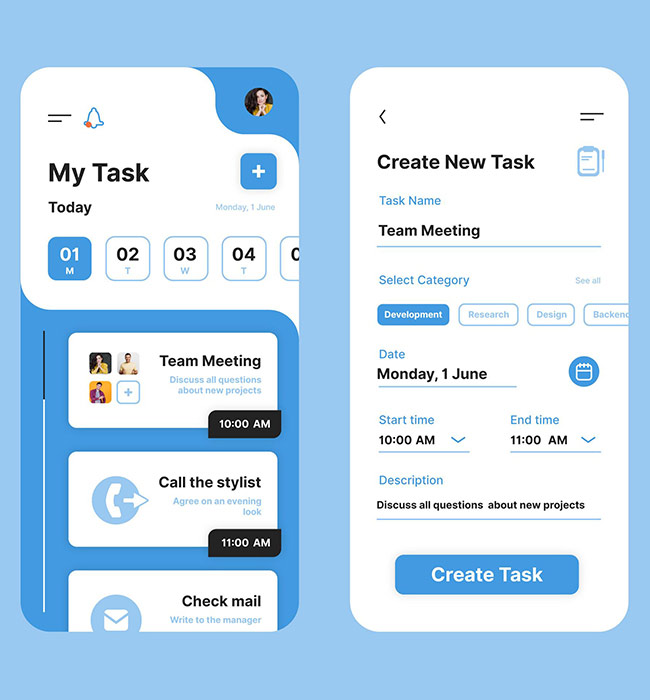 My Task
Today
Monday, 1 June
01
M
02
T
03
W
04
T
Team Meeting
Discuss all questions
about new projects
10:00 AM
Call the stylist
Agree on an evening
look
11:00 AM
Check mail
Write to the manager
Create New Task
Task Name
Team Meeting
Select Category
See all
Development
Research
Design
Backend
Date
Monday, 1 June
Start time
End time
10:00 AM
11:00 AM
Description
Discuss all questions about new projects
Create Task